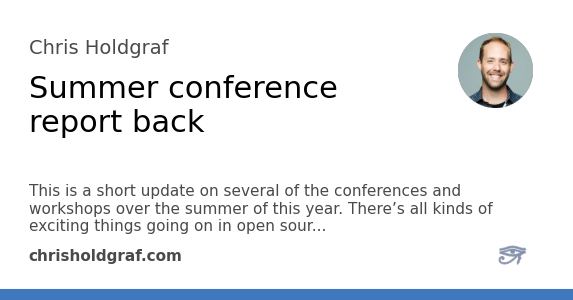 Chris Holdgraf
Summer conference
report back
This is a short update on several of the conferences and
workshops over the summer of this year. There’s all kinds of
exciting things going on in open sour...
chrisholdgraf.com